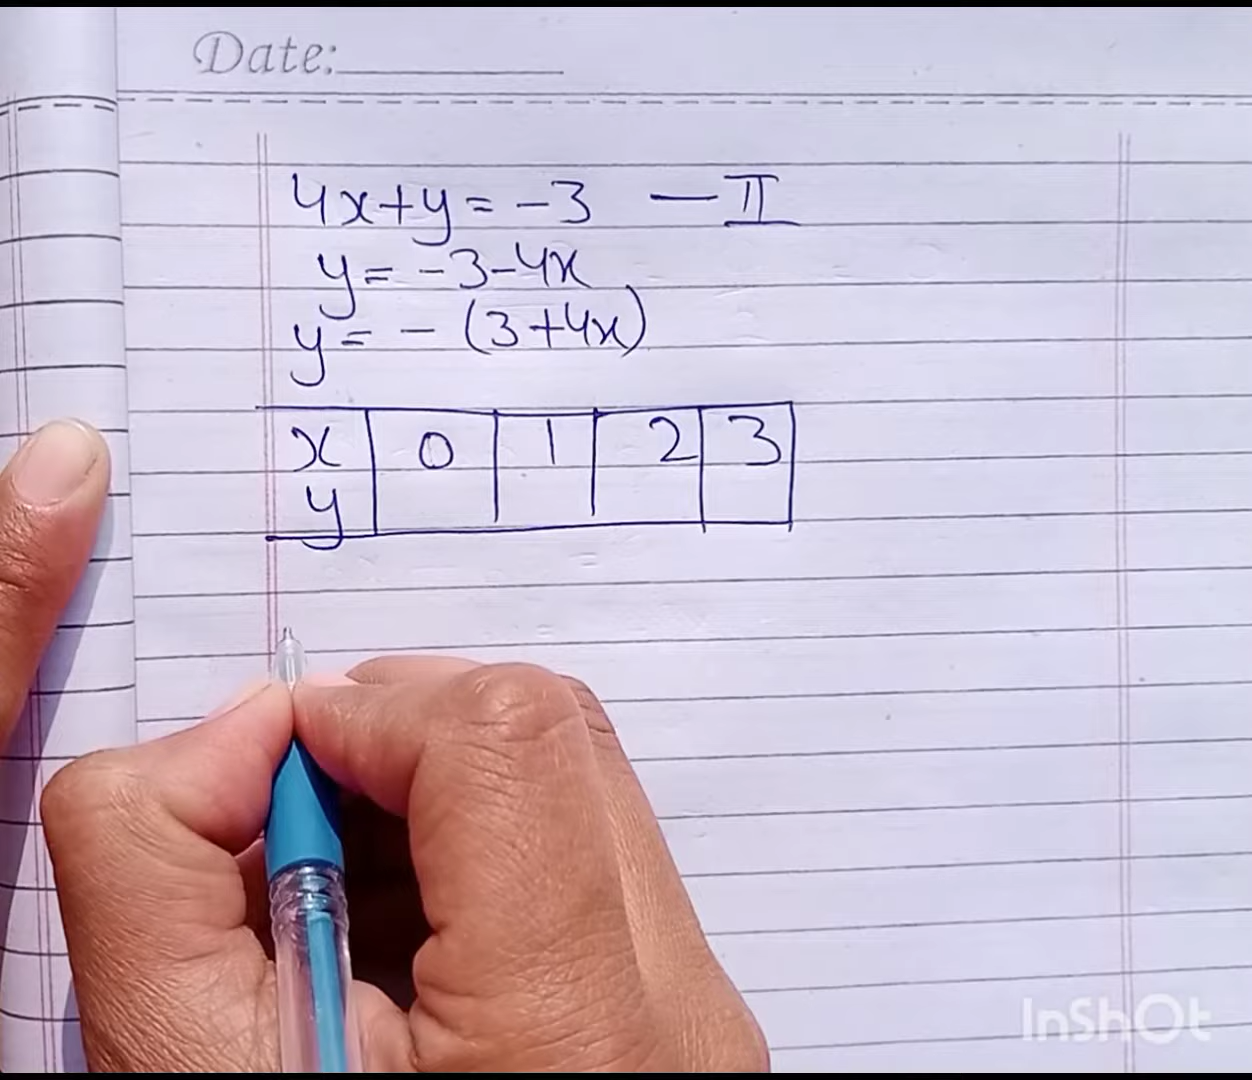 Date:
4x+y= -3 — II
y= -3-4x
y= - (3+4x)
x 0 1 2 3
y
InShOt